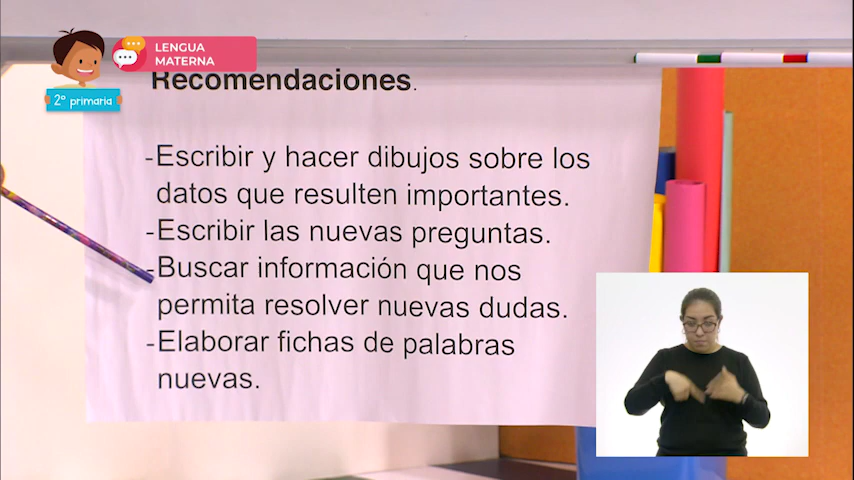 LENGUA
MATERNA
2° primaria
Recomendaciones.
-Escribir y hacer dibujos sobre los
datos que resulten importantes.
-Escribir las nuevas preguntas.
-Buscar información que nos
permita resolver nuevas dudas.
-Elaborar fichas de palabras
nuevas.